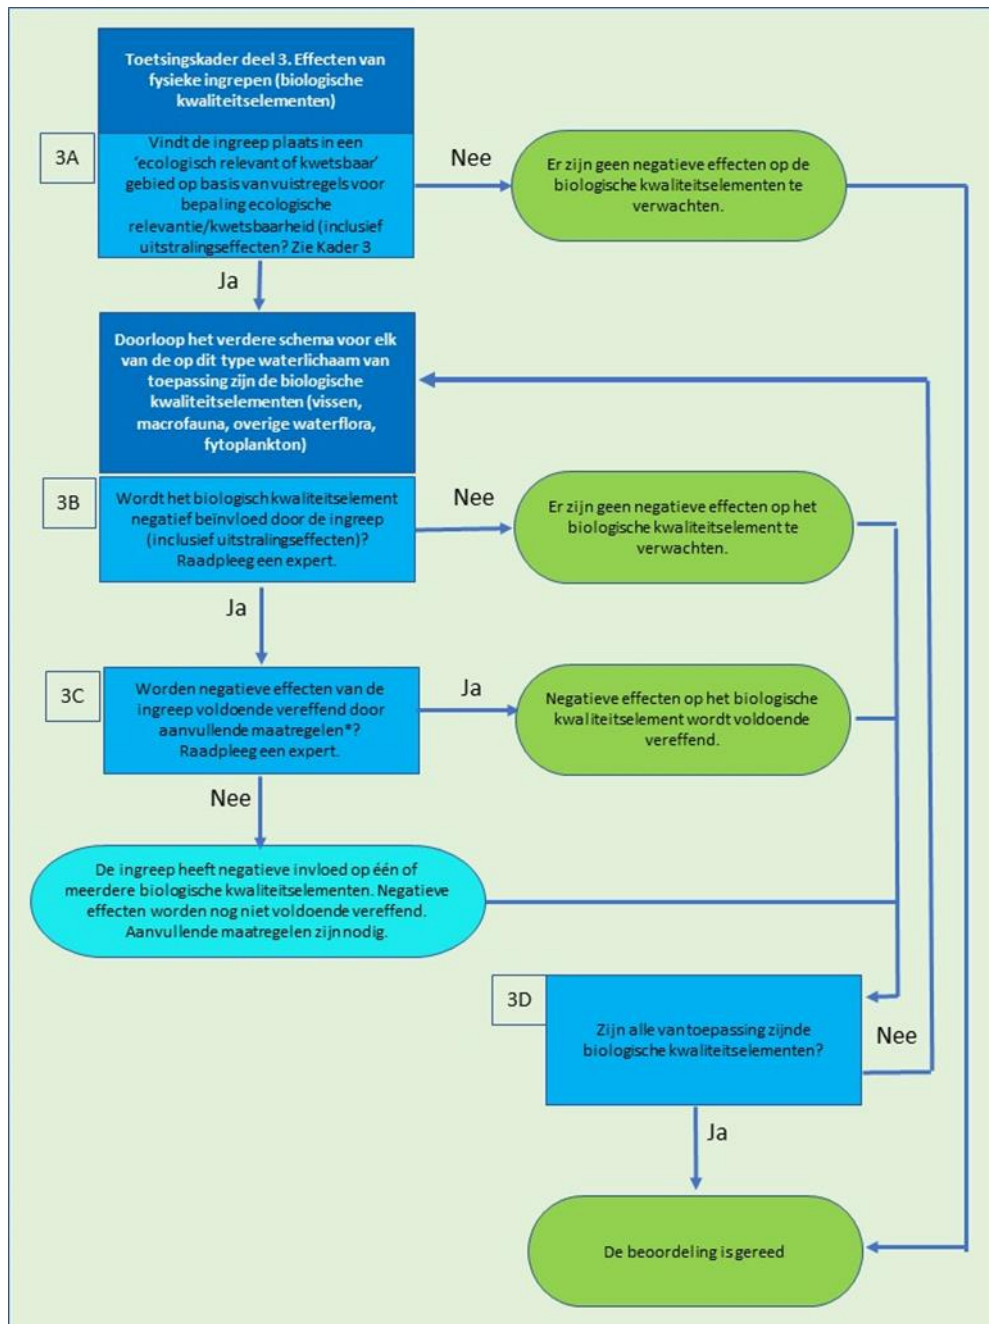 Toetsingskader deel 3. Effecten van
fysieke ingrepen (biologische
kwaliteitselementen)
3A
Vindt de ingreep plaats in een
'ecologisch relevant of kwetsbaar'
gebied op basis van vuistregels voor
bepaling ecologische
relevantie/kwetsbaarheid (inclusief
uitstralingseffecten? Zie Kader 3
Nee
Er zijn geen negatieve effecten op de
biologische kwaliteitselementen te
verwachten.
Ja
Doorloop het verdere schema voor elk
van de op dit type waterlichaam van
toepassing zijn de biologische
kwaliteitselementen (vissen,
macrofauna, overige waterflora,
fytoplankton)
3B
Wordt het biologisch kwaliteitselement
negatief beïnvloed door de ingreep
(inclusief uitstralingseffecten)?
Raadpleeg een expert.
Nee
Er zijn geen negatieve effecten op het
biologische kwaliteitselement te
verwachten.
Ja
3C
Worden negatieve effecten van de
ingreep voldoende vereffend door
aanvullende maatregelen*?
Raadpleeg een expert.
Ja
Negatieve effecten op het biologische
kwaliteitselement wordt voldoende
vereffend.
Nee
De ingreep heeft negatieve invloed op één of
meerdere biologische kwaliteitselementen. Negatieve
effecten worden nog niet voldoende vereffend.
Aanvullende maatregelen zijn nodig.
3D
Zijn alle van toepassing zijnde
biologische kwaliteitselementen?
Nee
Ja
De beoordeling is gereed